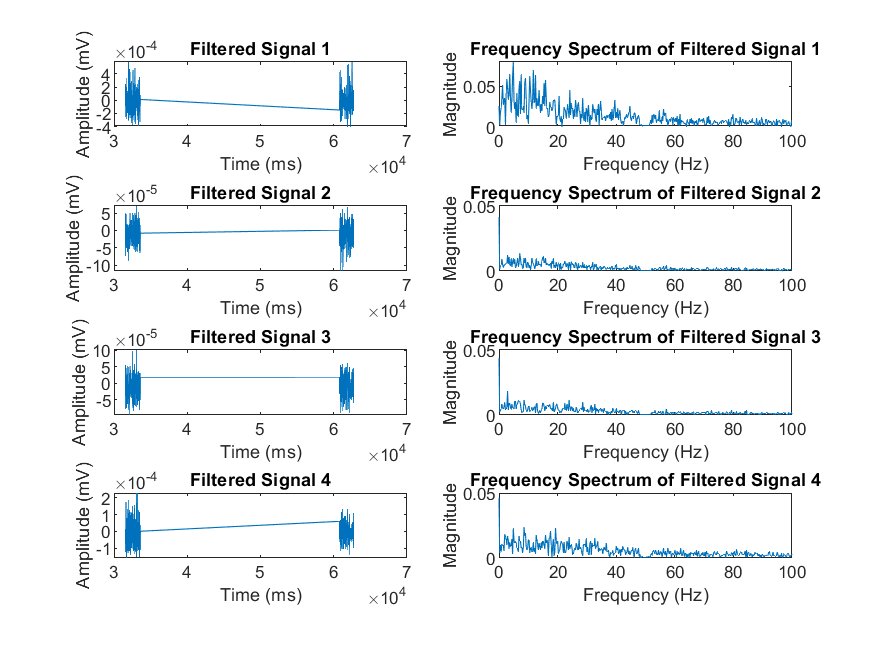 Filtered Signal 1
×10-4
Amplitude (mV)
4
2
0
-2
-4
3 4 5 6 7
Time (ms)
×104
Frequency Spectrum of Filtered Signal 1
Magnitude
0.05
0
0 20 40 60 80 100
Frequency (Hz)
Filtered Signal 2
×10-5
Amplitude (mV)
5
0
-5
-10
3 4 5 6 7
Time (ms)
×104
Frequency Spectrum of Filtered Signal 2
Magnitude
0.05
0
0 20 40 60 80 100
Frequency (Hz)
Filtered Signal 3
×10-5
Amplitude (mV)
10
5
0
-5
3 4 5 6 7
Time (ms)
×104
Frequency Spectrum of Filtered Signal 3
Magnitude
0.05
0
0 20 40 60 80 100
Frequency (Hz)
Filtered Signal 4
×10-4
Amplitude (mV)
2
1
0
-1
3 4 5 6 7
Time (ms)
×104
Frequency Spectrum of Filtered Signal 4
Magnitude
0.05
0
0 20 40 60 80 100
Frequency (Hz)